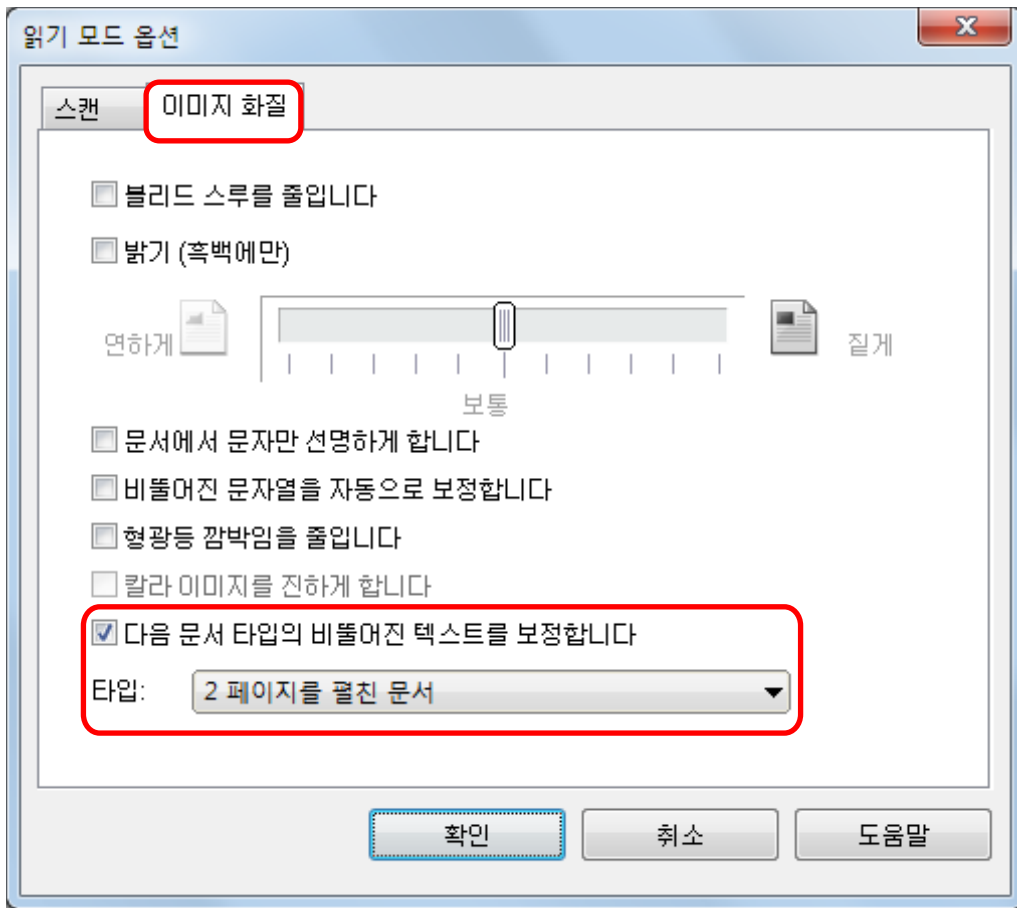 읽기 모드 옵션
스캔
이미지 화질
블리드 스루를 줄입니다
밝기 (흑백에만)
연하게
짙게
보통
문서에서 문자만 선명하게 합니다
비뚤어진 문자열을 자동으로 보정합니다
형광등 깜박임을 줄입니다
칼라 이미지를 진하게 합니다
다음 문서 타입의 비뚤어진 텍스트를 보정합니다
타입: 2 페이지를 펼친 문서
확인 취소 도움말